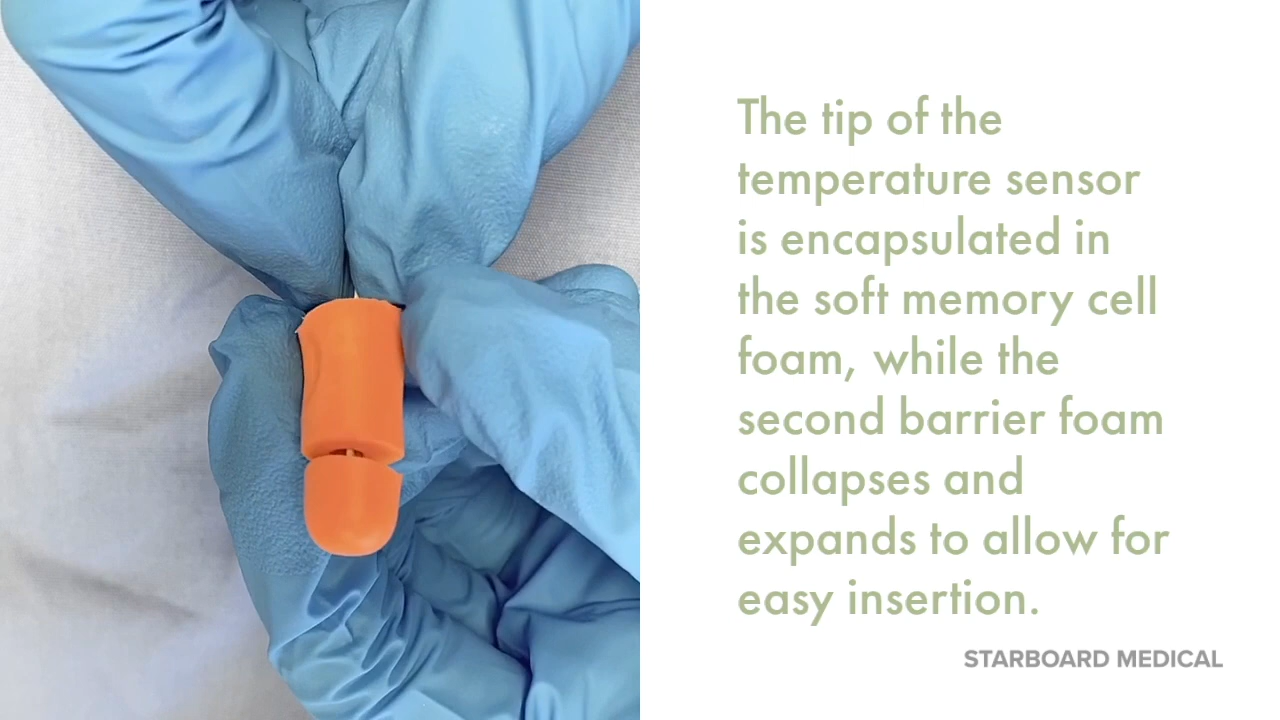 The tip of the
temperature sensor
is encapsulated in
the soft memory cell
foam, while the
second barrier foam
collapses and
expands to allow for
easy insertion.
STARBOARD MEDICAL